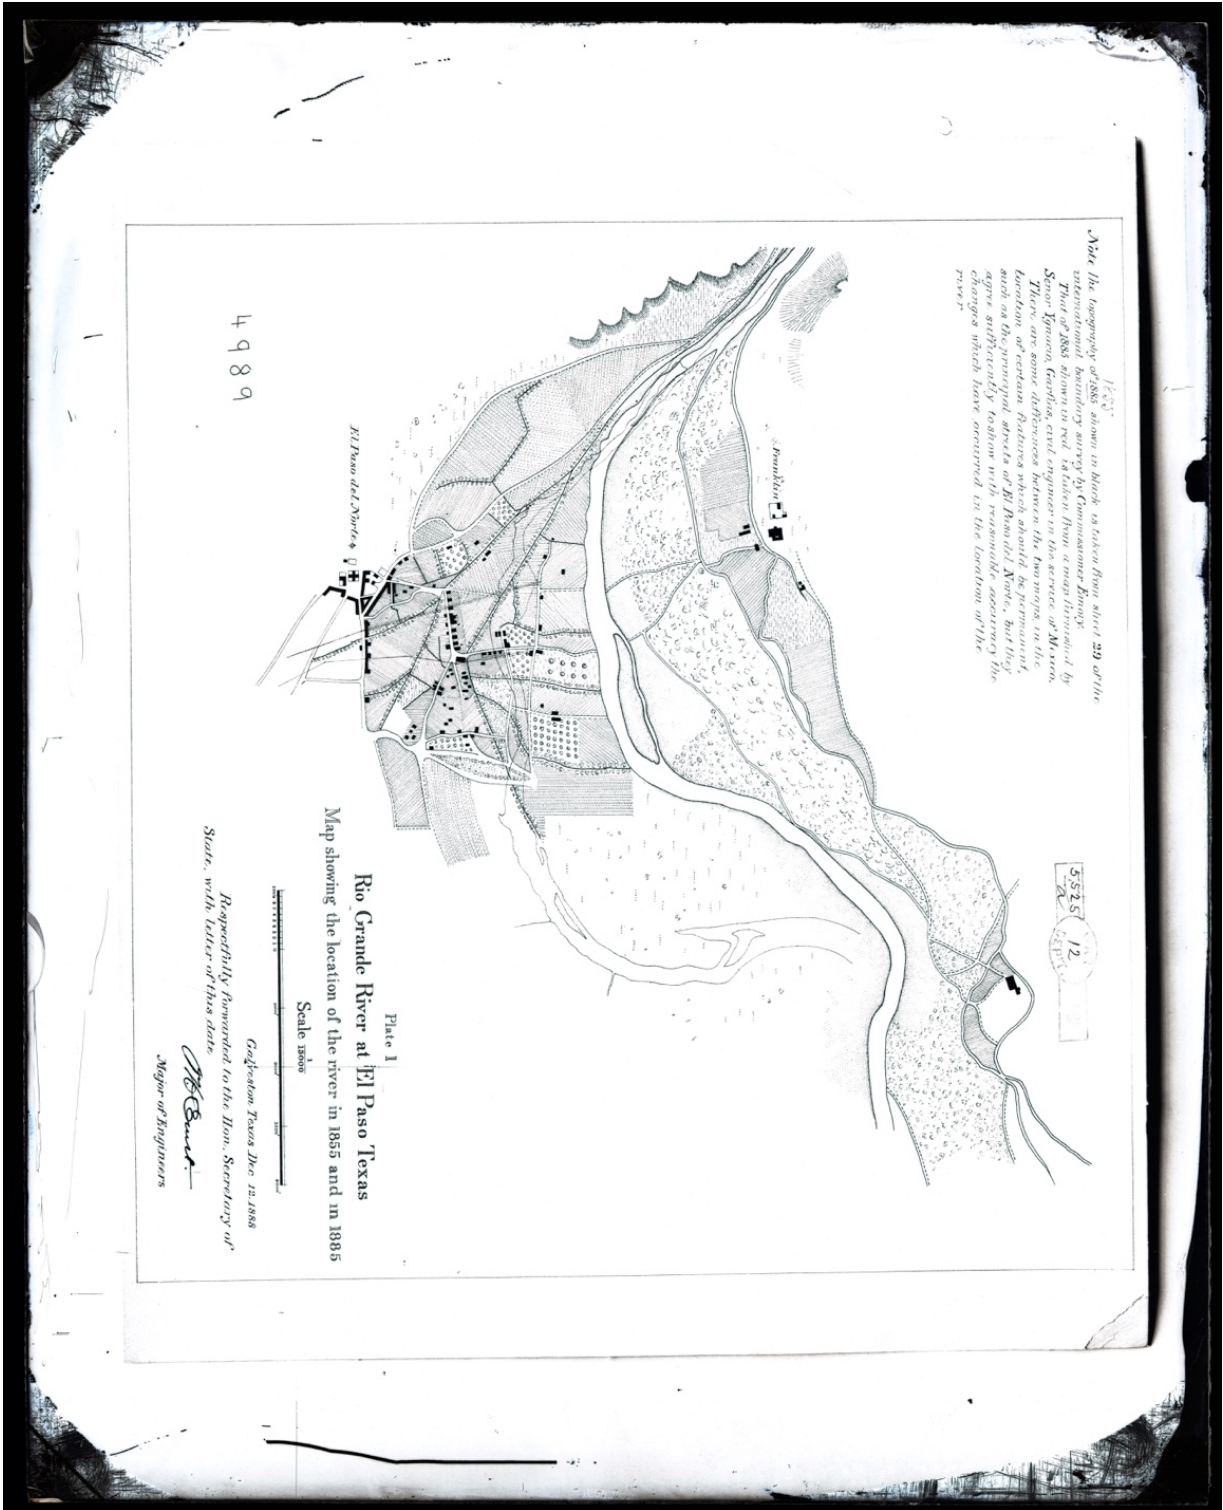 Note the topography of 1885 shown in black is taken from sheet 29 of the
1855
international boundary survey by Commissioner Emory.
That of 1885 shown in red is taken from a map furnished by
Senor Ygnacio Garfias, civil engineer in the service of Mexico.
There are some differences between the two maps in the
location of certain features which should be permanent,
such as the principal streets of El Paso del Norte, but they
agree sufficiently to show with reasonable accuracy the
changes which have occurred in the location of the
river
5,525
a
12
Franklin
El Paso del Norte
4989
Plate 1
Rio Grande River at El Paso Texas
Map showing the location of the river in 1855 and in 1885
Scale 1/15000
Galveston Texas Dec 12. 1888
Respectfully forwarded to the Hon. Secretary of
State, with letter of this date.
Major of Engineers